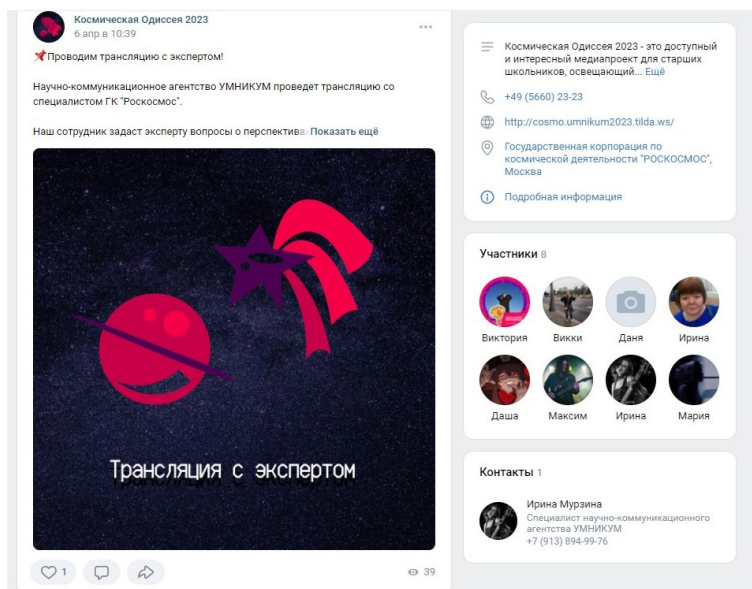 Космическая Одиссея 2023
6 апр в 10:39
Проводим трансляцию с экспертом!
Научно-коммуникационное агентство УМНИКУМ проведет трансляцию со
специалистом ГК "Роскосмос".
Наш сотрудник задаст эксперту вопросы о перспектива Показать ещё
Трансляция с экспертом
1
39
Космическая Одиссея 2023 - это доступный
и интересный медиапроект для старших
школьников, освещающий... Ещё
+49 (5660) 23-23
http://cosmo.umnikum2023.tilda.ws/
Государственная корпорация по
космической деятельности "РОСКОСМОС",
Москва
Подробная информация
Участники 8
Виктория Викки Даня Ирина
Даша Максим Ирина Мария
Контакты 1
Ирина Мурзина
Специалист научно-коммуникационного
агентства УМНИКУМ
+7 (913) 894-99-76